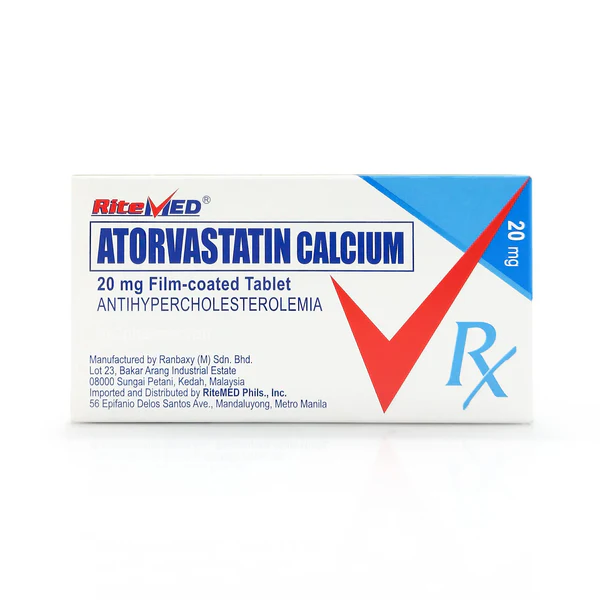 RiteMED®
ATORVASTATIN CALCIUM
20 mg Film-coated Tablet
ANTIHYPERCHOLESTEROLEMIA
20 mg
Rx
Manufactured by Ranbaxy (M) Sdn. Bhd.
Lot 23, Bakar Arang Industrial Estate
08000 Sungai Petani, Kedah, Malaysia
Imported and Distributed by RiteMED Phils., Inc.
56 Epifanio Delos Santos Ave., Mandaluyong, Metro Manila